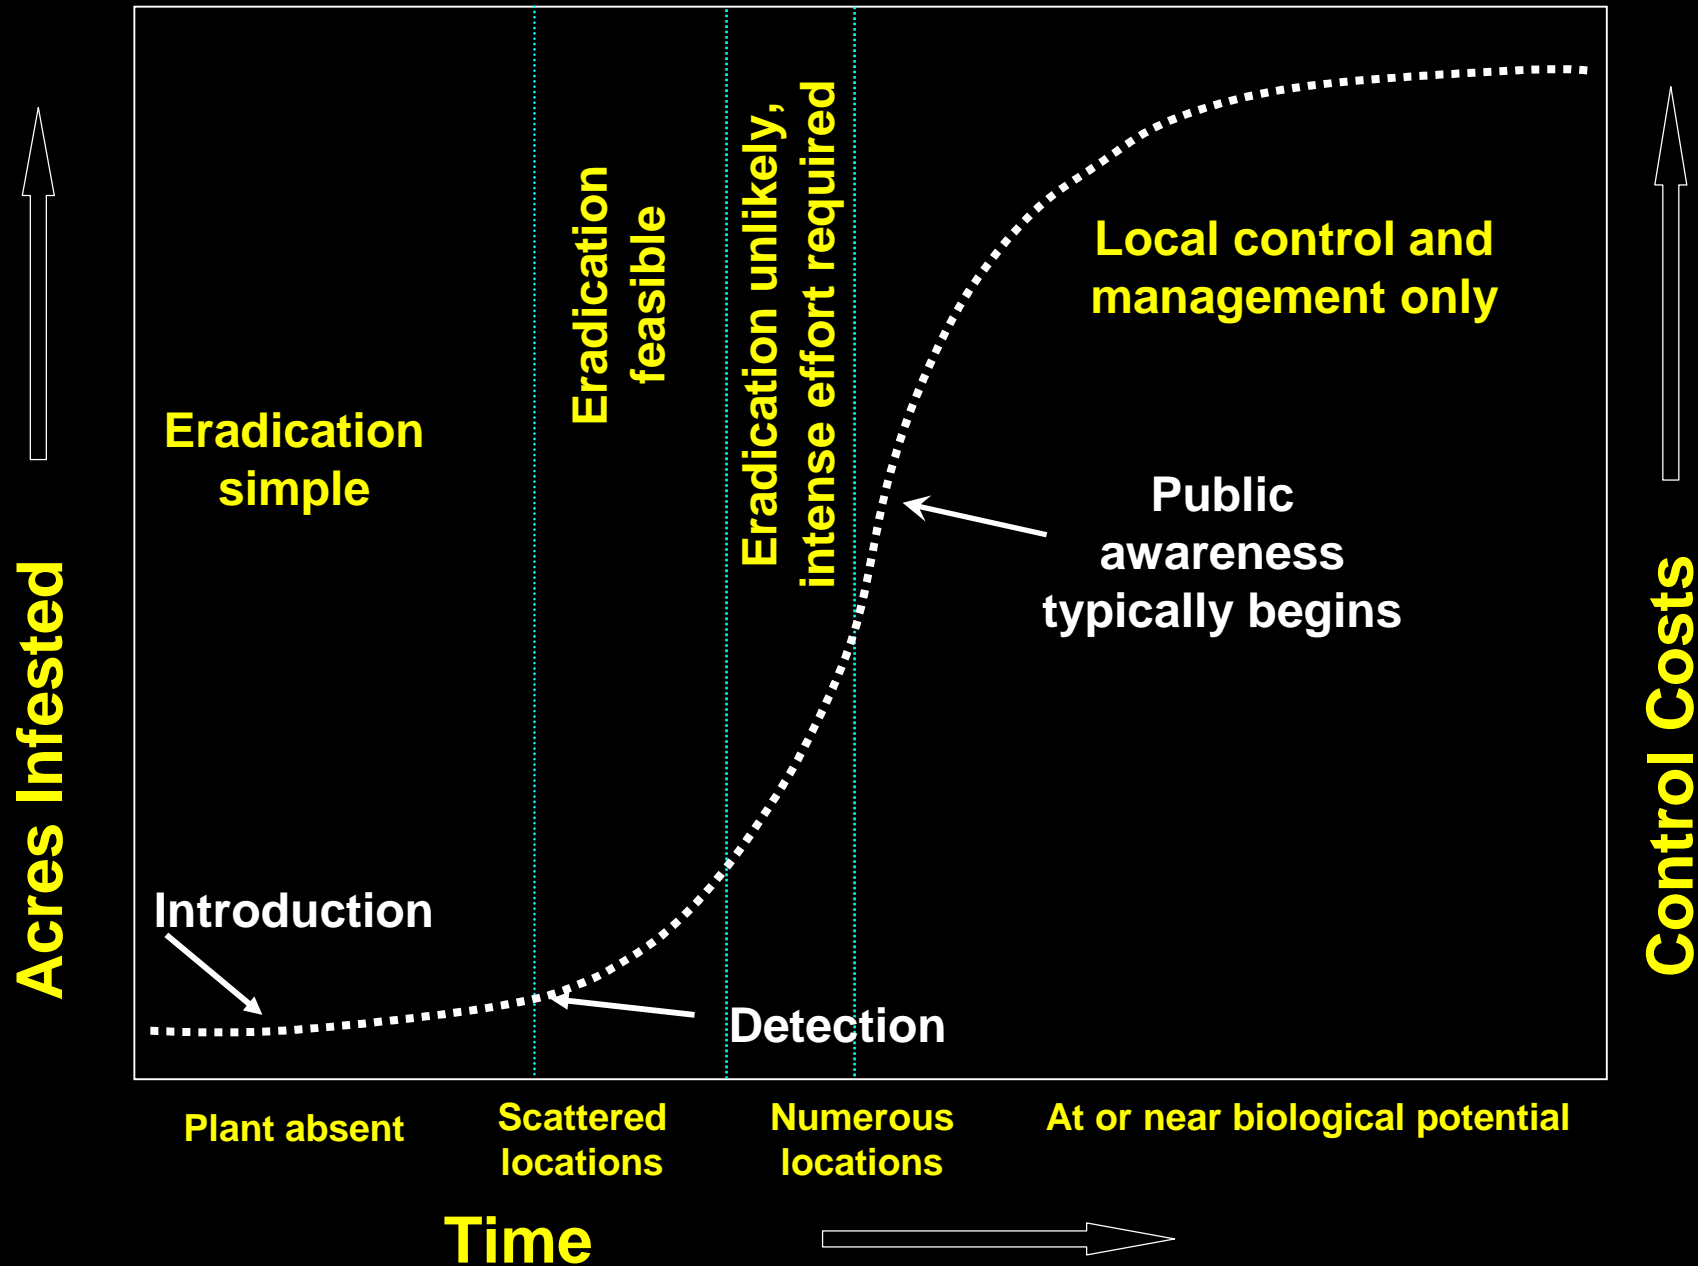 Acres Infested
Eradication
simple
Eradication
feasible
Eradication unlikely,
intense effort required
Local control and
management only
Public
awareness
typically begins
Introduction
Detection
Control Costs
Plant absent
Scattered
locations
Numerous
locations
At or near biological potential
Time